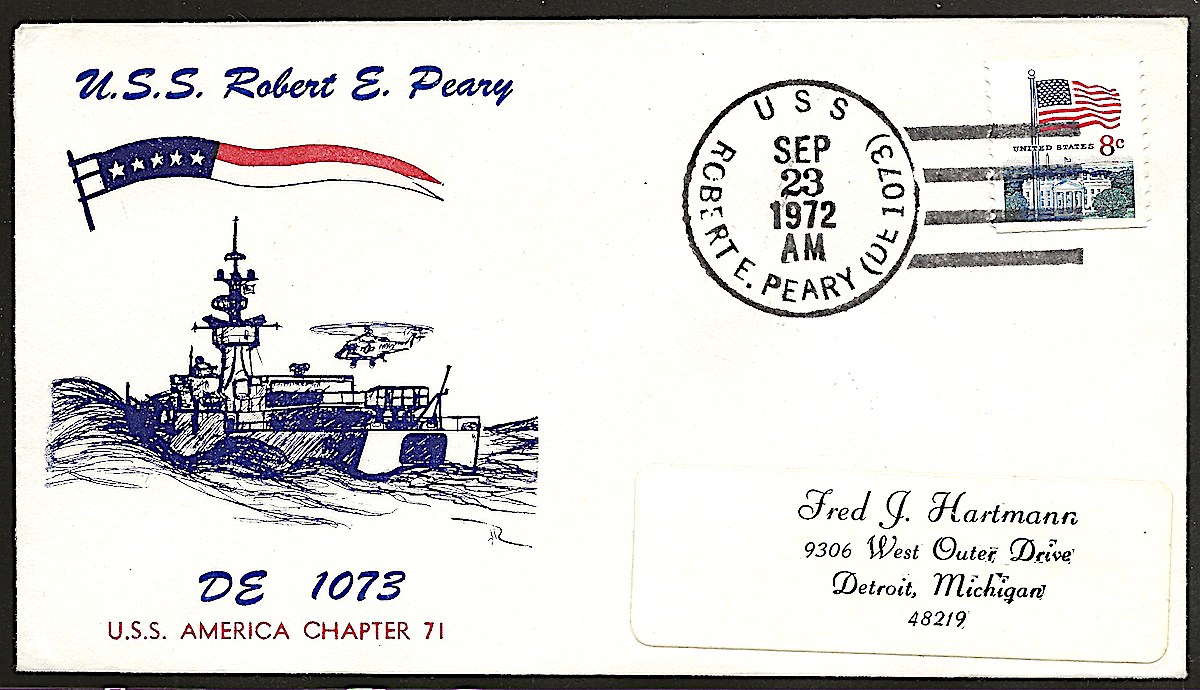 U.S.S. Robert E. Peary
USS
ROBERT E. PEARY (DE 1073)
SEP
23
1972
AM
UNITED STATES 8c
DE 1073
U.S.S. AMERICA CHAPTER 71
Fred J. Hartmann
9306 West Outer Drive
Detroit, Michigan
48219